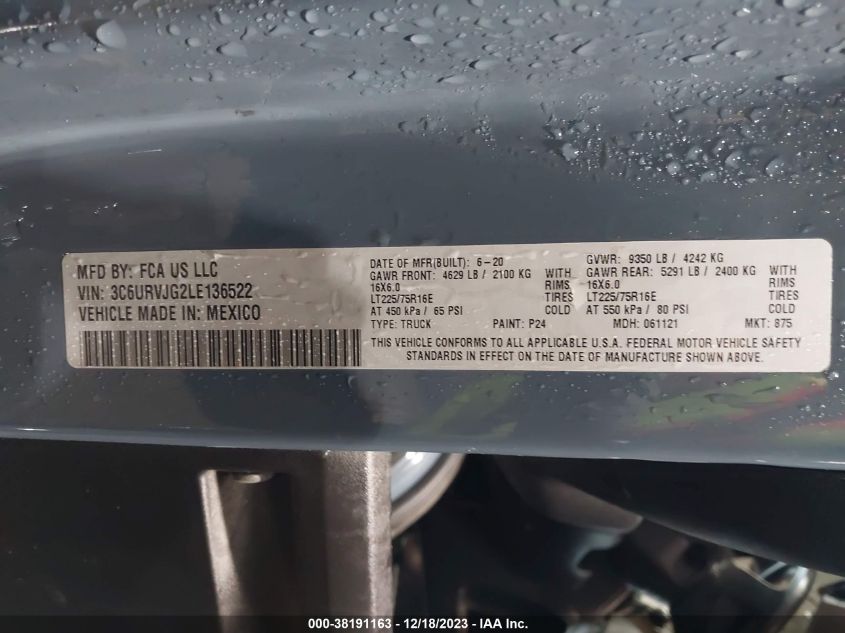 MFD BY: FCA US LLC
VIN: 3C6URVJG2LE136522
VEHICLE MADE IN: MEXICO
DATE OF MFR(BUILT): 6-20 GVWR: 9350 LB / 4242 KG
GAWR FRONT: 4629 LB / 2100 KG WITH GAWR REAR: 5291 LB / 2400 KG WITH
16X6.0 RIMS 16X6.0 RIMS
LT225/75R16E TIRES LT225/75R16E TIRES
AT 450 kPa / 65 PSI COLD AT 550 kPa / 80 PSI COLD
TYPE: TRUCK PAINT: P24 MDH: 061121 MKT: 875
THIS VEHICLE CONFORMS TO ALL APPLICABLE U.S.A. FEDERAL MOTOR VEHICLE SAFETY
STANDARDS IN EFFECT ON THE DATE OF MANUFACTURE SHOWN ABOVE.
000-38191163 - 12/18/2023 - IAA Inc.